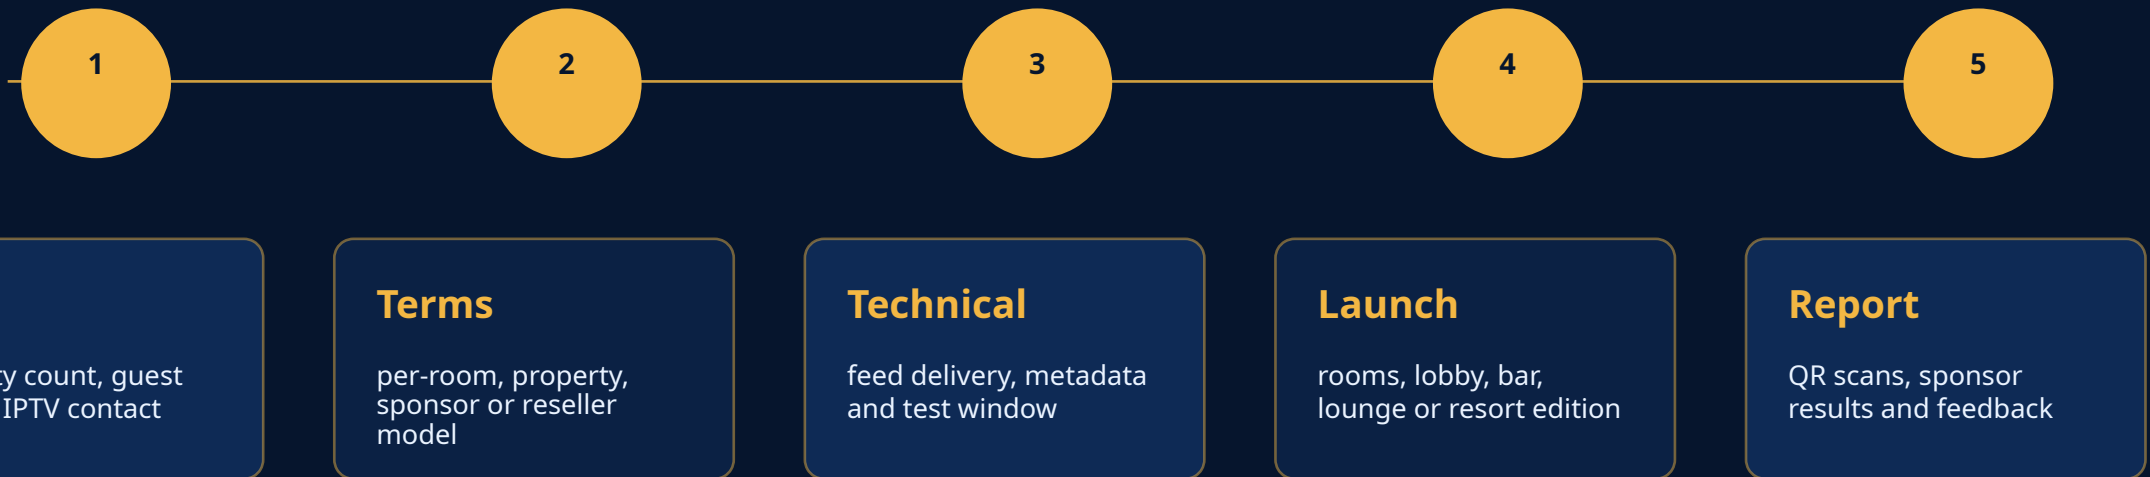 1
2
3
4
5
count, guest
IPTV contact
Terms
per-room, property,
sponsor or reseller
model
Technical
feed delivery, metadata
and test window
Launch
rooms, lobby, bar,
lounge or resort edition
Report
QR scans, sponsor
results and feedback